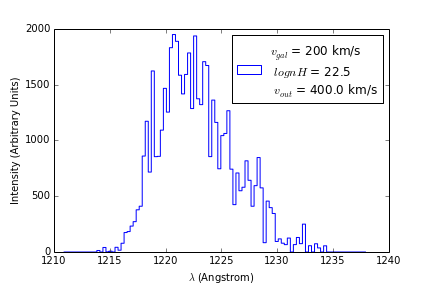 2000
1500
1000
500
0
Intensity (Arbitrary Units)
v_gal = 200 km/s
lognH = 22.5
v_out = 400.0 km/s
1210 1215 1220 1225 1230 1235 1240
λ (Angstrom)